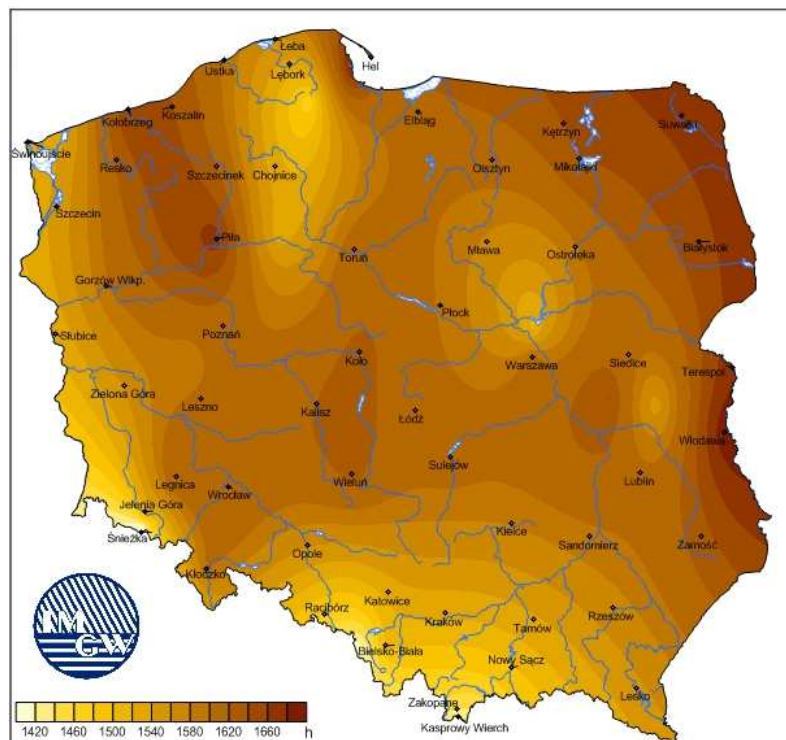 Łeba
Ustka
Lębork
Hel
Kołobrzeg
Koszalin
Elbląg
Kętrzyn
Suwałki
Świnoujście
Resko
Szczecinek
Chojnice
Olsztyn
Mikołajki
Szczecin
Piła
Toruń
Mława
Ostrołęka
Białystok
Gorzów Wlkp.
Płock
Słubice
Poznań
Koło
Warszawa
Siedlce
Terespol
Zielona Góra
Leszno
Kalisz
Łódź
Włodawa
Legnica
Wrocław
Wieluń
Sulejów
Lublin
Jelenia Góra
Śnieżka
Opole
Kielce
Sandomierz
Zamość
Kłodzko
Katowice
Racibórz
Kraków
Tarnów
Rzeszów
Bielsko-Biała
Nowy Sącz
Lesko
Zakopane
Kasprowy Wierch
IM
G-W
1420 1460 1500 1540 1580 1620 1660 h